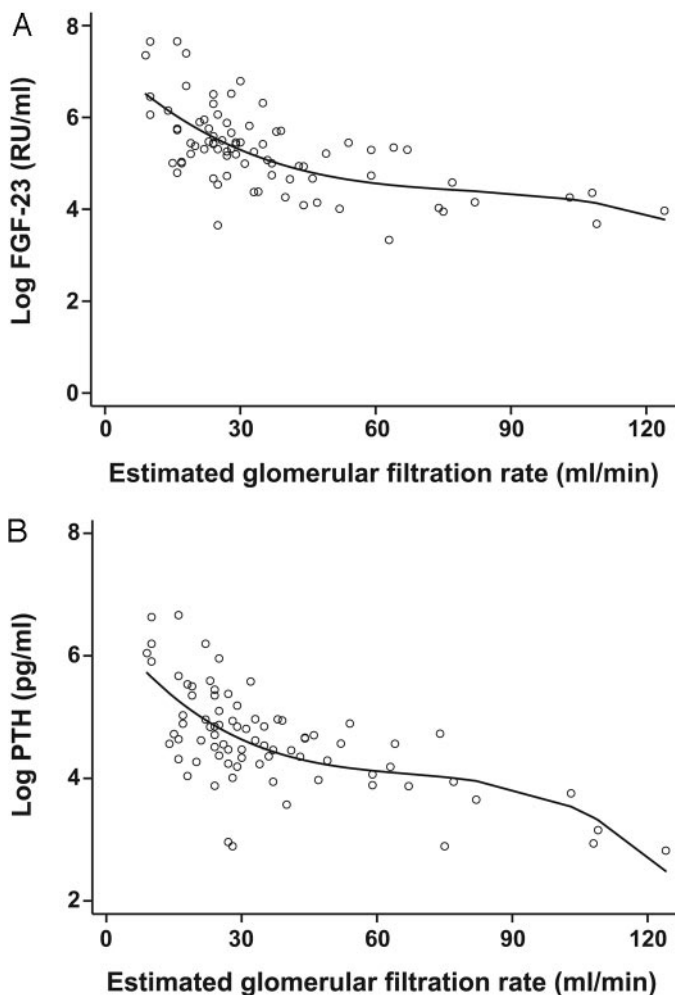 A
8
6
4
2
0
Log FGF-23 (RU/ml)
0 30 60 90 120
Estimated glomerular filtration rate (ml/min)
B
8
6
4
2
Log PTH (pg/ml)
0 30 60 90 120
Estimated glomerular filtration rate (ml/min)